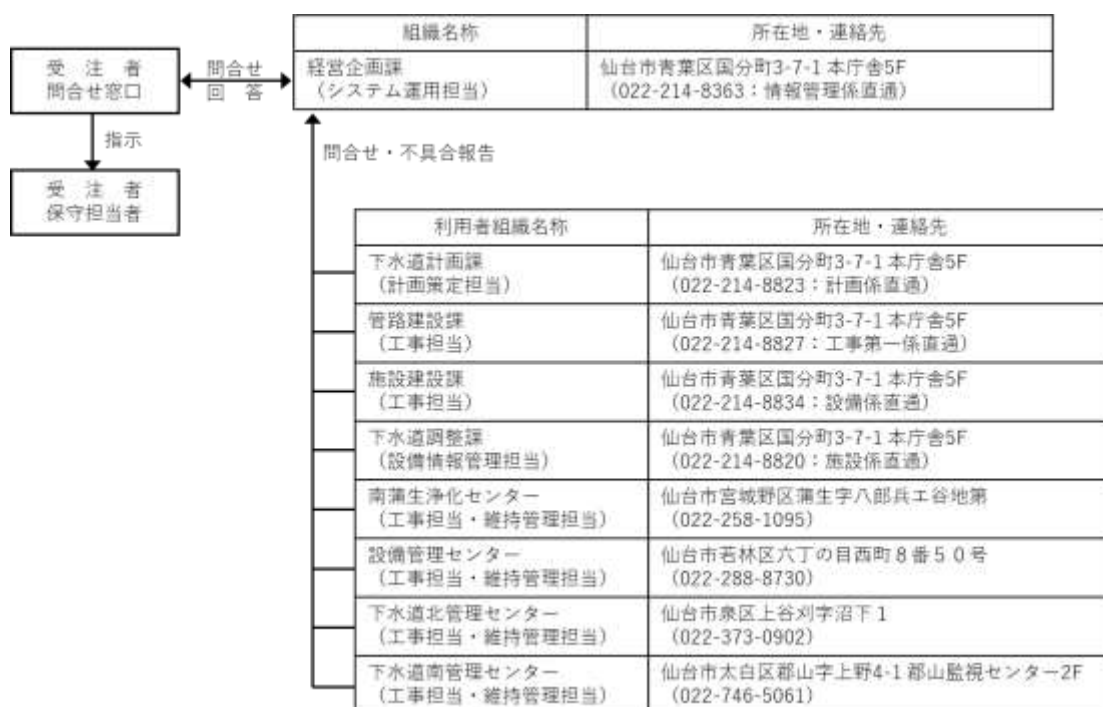 組織名称
所在地・連絡先
受 注 者
問合せ窓口
問合せ
回 答
経営企画課
(システム運用担当)
仙台市青葉区国分町3-7-1 本庁舎5F
(022-214-8363：情報管理係直通)
指示
問合せ・不具合報告
受 注 者
保守担当者
利用者組織名称
所在地・連絡先
下水道計画課
(計画策定担当)
仙台市青葉区国分町3-7-1 本庁舎5F
(022-214-8823：計画係直通)
管路建設課
(工事担当)
仙台市青葉区国分町3-7-1 本庁舎5F
(022-214-8827：工事第一係直通)
施設建設課
(工事担当)
仙台市青葉区国分町3-7-1 本庁舎5F
(022-214-8834：設備係直通)
下水道調整課
(設備情報管理担当)
仙台市青葉区国分町3-7-1 本庁舎5F
(022-214-8820：施設係直通)
南蒲生浄化センター
(工事担当・維持管理担当)
仙台市宮城野区蒲生字八郎兵エ谷地第
(022-258-1095)
設備管理センター
(工事担当・維持管理担当)
仙台市若林区六丁の目西町８番５０号
(022-288-8730)
下水道北管理センター
(工事担当・維持管理担当)
仙台市泉区上谷刈字沼下１
(022-373-0902)
下水道南管理センター
(工事担当・維持管理担当)
仙台市太白区郡山字上野4-1 郡山監視センター2F
(022-746-5061)